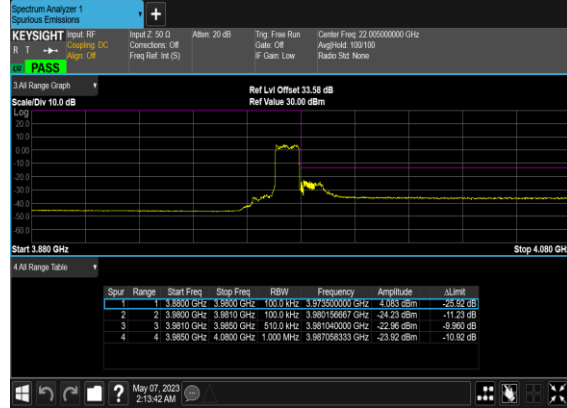 Spectrum Analyzer 1
Spurious Emissions
+
KEYSIGHT Input: RF Input Z: 50 Ω Atten: 20 dB Trig: Free Run Center Freq: 22.005000000 GHz
R T Coupling: DC Corrections: Off Gate: Off Avg|Hold: 100/100
Align: Off Freq Ref: Int (S) IF Gain: Low Radio Std: None
LW PASS
3 All Range Graph
Ref Lvl Offset 33.58 dB
Scale/Div 10.0 dB Ref Value 30.00 dBm
Log
20.0
10.0
0.00
-10.0
-20.0
-30.0
-40.0
-50.0
-60.0
Start 3.880 GHz Stop 4.080 GHz
4 All Range Table
Spur Range Start Freq Stop Freq RBW Frequency Amplitude ΔLimit
1 1 3.8800 GHz 3.9800 GHz 100.0 kHz 3.973500000 GHz 4.083 dBm -25.92 dB
2 2 3.9800 GHz 3.9810 GHz 100.0 kHz 3.980156667 GHz -24.23 dBm -11.23 dB
3 3 3.9810 GHz 3.9850 GHz 510.0 kHz 3.981040000 GHz -22.96 dBm -9.960 dB
4 4 3.9850 GHz 4.0800 GHz 1.000 MHz 3.987058333 GHz -23.92 dBm -10.92 dB
? May 07, 2023
2:13:42 AM